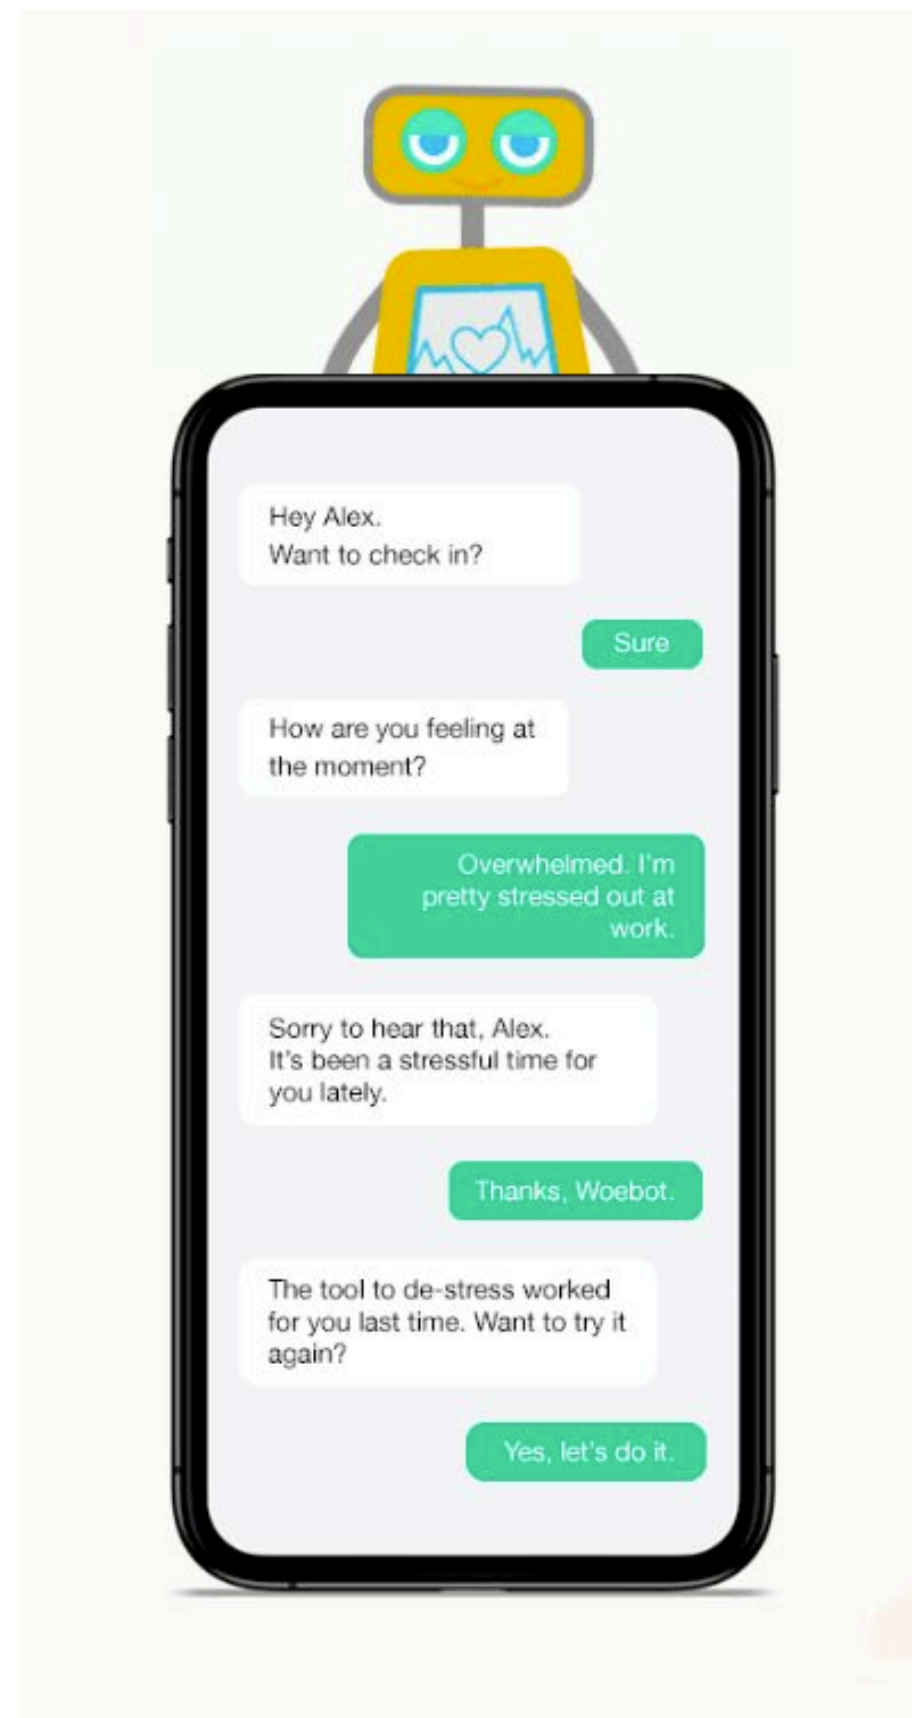 Hey Alex.
Want to check in?
Sure
How are you feeling at
the moment?
Overwhelmed. I'm
pretty stressed out at
work.
Sorry to hear that, Alex.
It's been a stressful time for
you lately.
Thanks, Woebot.
The tool to de-stress worked
for you last time. Want to try it
again?
Yes, let's do it.